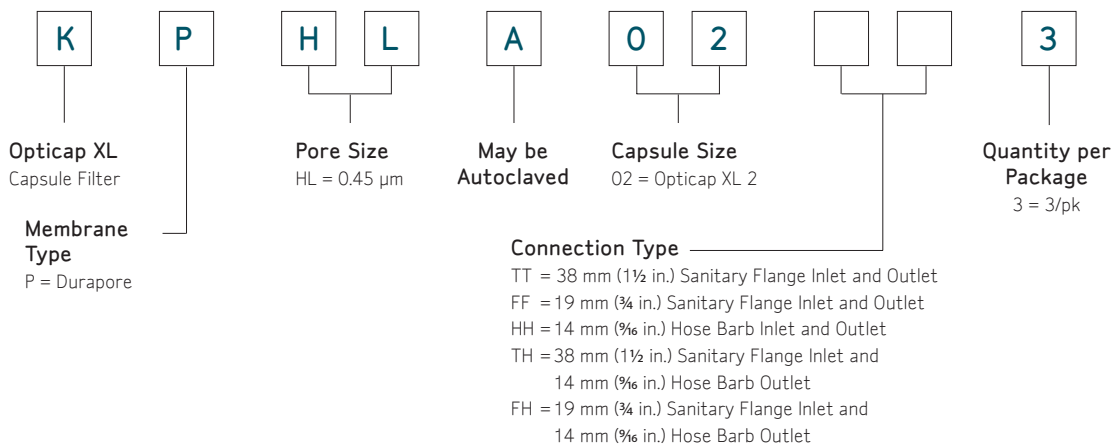 K P H L A 0 2 3
Opticap XL
Capsule Filter
Membrane
Type
P = Durapore
Pore Size
HL = 0.45 µm
May be
Autoclaved
Capsule Size
02 = Opticap XL 2
Connection Type
TT = 38 mm (1½ in.) Sanitary Flange Inlet and Outlet
FF = 19 mm (¾ in.) Sanitary Flange Inlet and Outlet
HH = 14 mm (9⁄16 in.) Hose Barb Inlet and Outlet
TH = 38 mm (1½ in.) Sanitary Flange Inlet and
14 mm (9⁄16 in.) Hose Barb Outlet
FH = 19 mm (¾ in.) Sanitary Flange Inlet and
14 mm (9⁄16 in.) Hose Barb Outlet
Quantity per
Package
3 = 3/pk